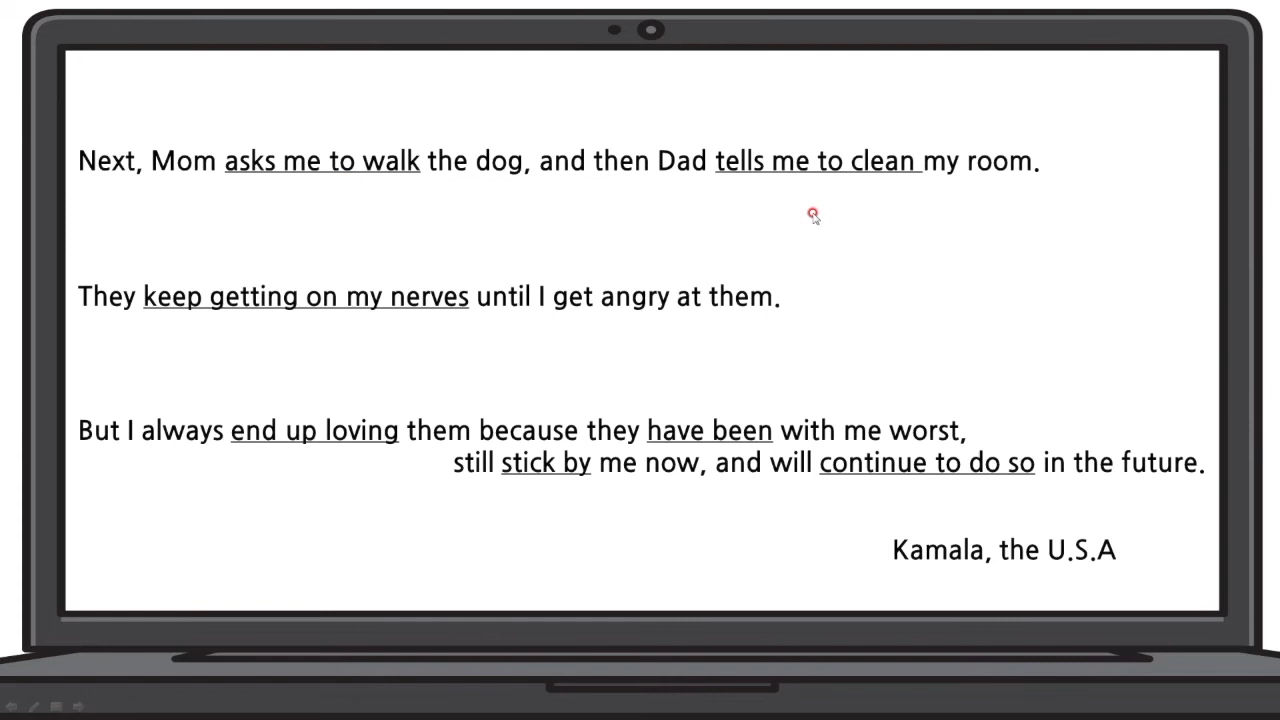 Next, Mom asks me to walk the dog, and then Dad tells me to clean my room.
They keep getting on my nerves until I get angry at them.
But I always end up loving them because they have been with me worst,
still stick by me now, and will continue to do so in the future.
Kamala, the U.S.A